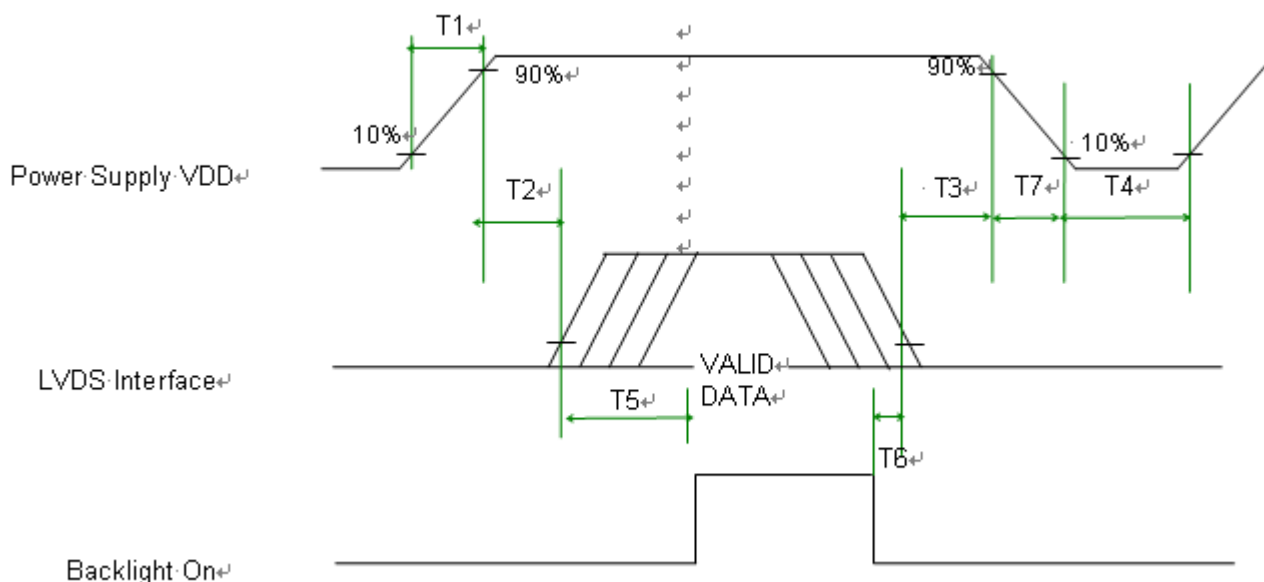 T1
90%
90%
10%
10%
Power Supply VDD
T2
T3
T7
T4
VALID
DATA
LVDS Interface
T5
T6
Backlight On